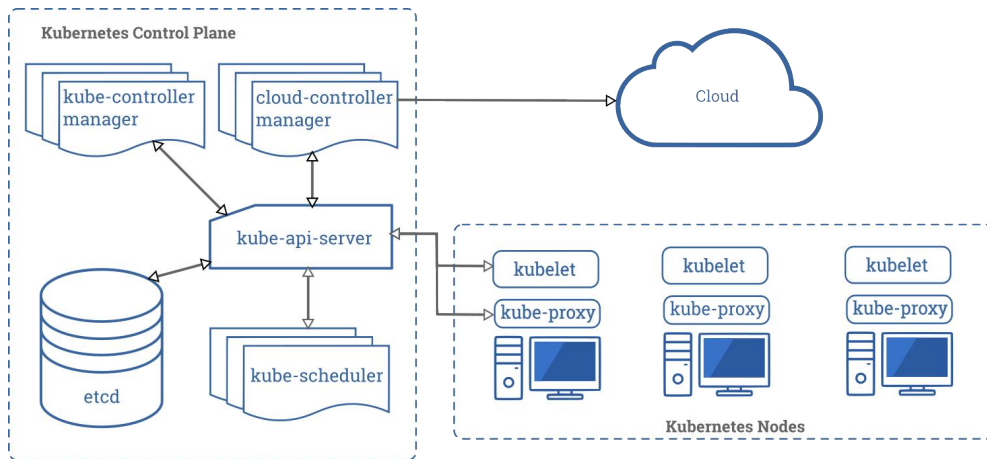 Kubernetes Control Plane
kube-controller
manager
cloud-controller
manager
Cloud
kube-api-server
etcd
kube-scheduler
kubelet
kubelet
kubelet
kube-proxy
kube-proxy
kube-proxy
Kubernetes Nodes